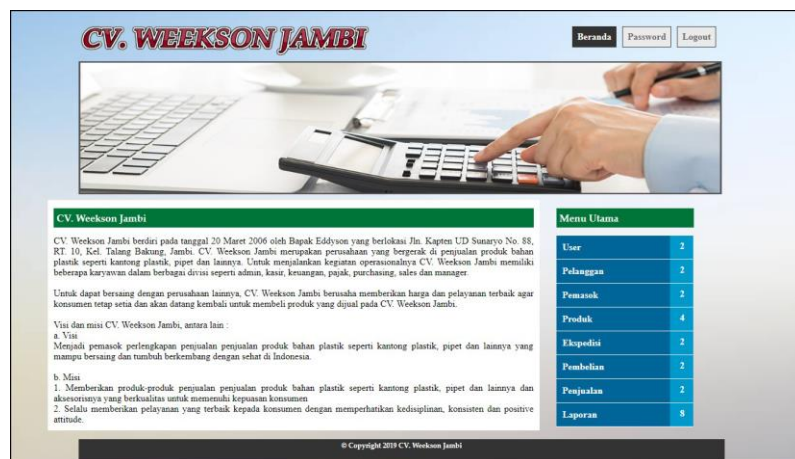 CV. WEEKSON JAMBI
Beranda
Password
Logout
CV. Weekson Jambi
CV. Weekson Jambi berdiri pada tanggal 20 Maret 2006 oleh Bapak Eddyson yang berlokasi Jln. Kapten UD Sunaryo No. 88,
RT. 10, Kel. Talang Bakung, Jambi. CV. Weekson Jambi merupakan perusahaan yang bergerak di penjualan produk bahan
plastik seperti kantong plastik, pipet dan lainnya. Untuk menjalankan kegiatan operasionalnya CV. Weekson Jambi memiliki
beberapa karyawan dalam berbagai divisi seperti admin, kasir, keuangan, pajak, purchasing, sales dan manager.
Untuk dapat bersaing dengan perusahaan lainnya, CV. Weekson Jambi berusaha memberikan harga dan pelayanan terbaik agar
konsumen tetap setia dan akan datang kembali untuk membeli produk yang dijual pada CV. Weekson Jambi.
Visi dan misi CV. Weekson Jambi, antara lain :
a. Visi
Menjadi pemasok perlengkapan penjualan penjualan produk bahan plastik seperti kantong plastik, pipet dan lainnya yang
mampu bersaing dan tumbuh berkembang dengan sehat di Indonesia.
b. Misi
1. Memberikan produk-produk penjualan penjualan produk bahan plastik seperti kantong plastik, pipet dan lainnya dan
aksesorisnya yang berkualitas untuk memenuhi kepuasan konsumen
2. Selalu memberikan pelayanan yang terbaik kepada konsumen dengan memperhatikan kedisiplinan, konsisten dan positive
attitude.
Menu Utama
User 2
Pelanggan 2
Pemasok 2
Produk 4
Ekspedisi 2
Pembelian 2
Penjualan 2
Laporan 8
© Copyright 2019 CV. Weekson Jambi